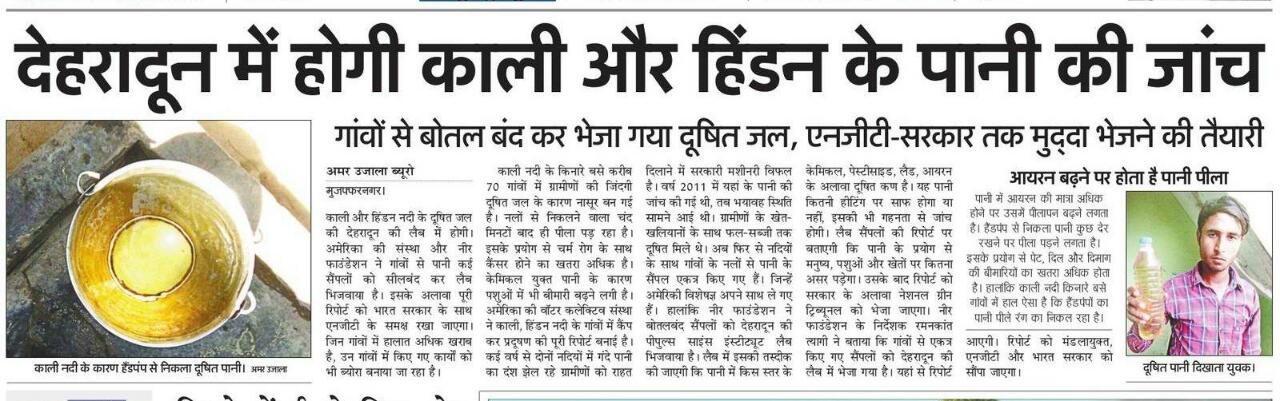 देहरादून में होगी काली और हिंडन के पानी की जांच
गांवों से बोतल बंद कर भेजा गया दूषित जल, एनजीटी-सरकार तक मुद्दा भेजने की तैयारी
काली नदी के कारण हैंडपंप से निकला दूषित पानी। अमर उजाला
अमर उजाला ब्यूरो
मुजफ्फरनगर।
काली और हिंडन नदी के दूषित जल
की देहरादून की लैब में होगी।
अमेरिका की संस्था और नीर
फाउंडेशन ने गांवों से पानी कई
सैंपलों को सीलबंद कर लैब
भिजवाया है। इसके अलावा पूरी
रिपोर्ट को भारत सरकार के साथ
एनजीटी के समक्ष रखा जाएगा।
जिन गांवों में हालात अधिक खराब
है, उन गांवों में किए गए कार्यों को
भी ब्योरा बनाया जा रहा है।
काली नदी के किनारे बसे करीब
70 गांवों में ग्रामीणों की जिंदगी
दूषित जल के कारण नासूर बन गई
है। नलों से निकलने वाला चंद
मिनटों बाद ही पीला पड़ रहा है।
इसके प्रयोग से चर्म रोग के साथ
कैंसर होने का खतरा अधिक है।
केमिकल युक्त पानी के कारण
पशुओं में भी बीमारी बढ़ने लगी है।
अमेरिका की वॉटर कलेक्टिव संस्था
ने काली, हिंडन नदी के गांवों में कैंप
कर प्रदूषण की पूरी रिपोर्ट बनाई है।
कई वर्ष से दोनों नदियों में गंदे पानी
का दंश झेल रहे ग्रामीणों को राहत
दिलाने में सरकारी मशीनरी विफल
है। वर्ष 2011 में यहां के पानी की
जांच की गई थी, तब भयावह स्थिति
सामने आई थी। ग्रामीणों के खेत-
खलियानों के साथ फल-सब्जी तक
दूषित मिले थे। अब फिर से नदियों
के साथ गांवों के नलों से पानी के
सैंपल एकत्र किए गए हैं। जिन्हें
अमेरिकी विशेषज्ञ अपने साथ ले गए
हैं। हालांकि नीर फाउंडेशन ने
बोतलबंद सैंपलों को देहरादून की
पीपुल्स साइंस इंस्टीट्यूट लैब
भिजवाया है। लैब में इसकी तस्दीक
की जाएगी कि पानी में किस स्तर के
केमिकल, पेस्टीसाइड, लैड, आयरन
के अलावा दूषित कण है। यह पानी
कितनी हीटिंग पर साफ होगा या
नहीं, इसकी भी गहनता से जांच
होगी। लैब सैंपलों की रिपोर्ट पर
बताएगी कि पानी के प्रयोग से
मनुष्य, पशुओं और खेतों पर कितना
असर पड़ेगा। उसके बाद रिपोर्ट को
सरकार के अलावा नेशनल ग्रीन
ट्रिब्यूनल को भेजा जाएगा। नीर
फाउंडेशन के निर्देशक रमनकांत
त्यागी ने बताया कि गांवों से एकत्र
किए गए सैंपलों को देहरादून की
लैब में भेजा गया है। यहां से रिपोर्ट
आएगी। रिपोर्ट को मंडलायुक्त,
एनजीटी और भारत सरकार को
सौंपा जाएगा।
आयरन बढ़ने पर होता है पानी पीला
पानी में आयरन की मात्रा अधिक
होने पर उसमें पीलापन बढ़ने लगता
है। हैंडपंप से निकला पानी कुछ देर
रखने पर पीला पड़ने लगता है।
इसके प्रयोग से पेट, दिल और दिमाग
की बीमारियों का खतरा अधिक होता
है। हालांकि काली नदी किनारे बसे
गांवों में हाल ऐसा है कि हैंडपंपों का
पानी पीले रंग का निकल रहा है।
दूषित पानी दिखाता युवक।